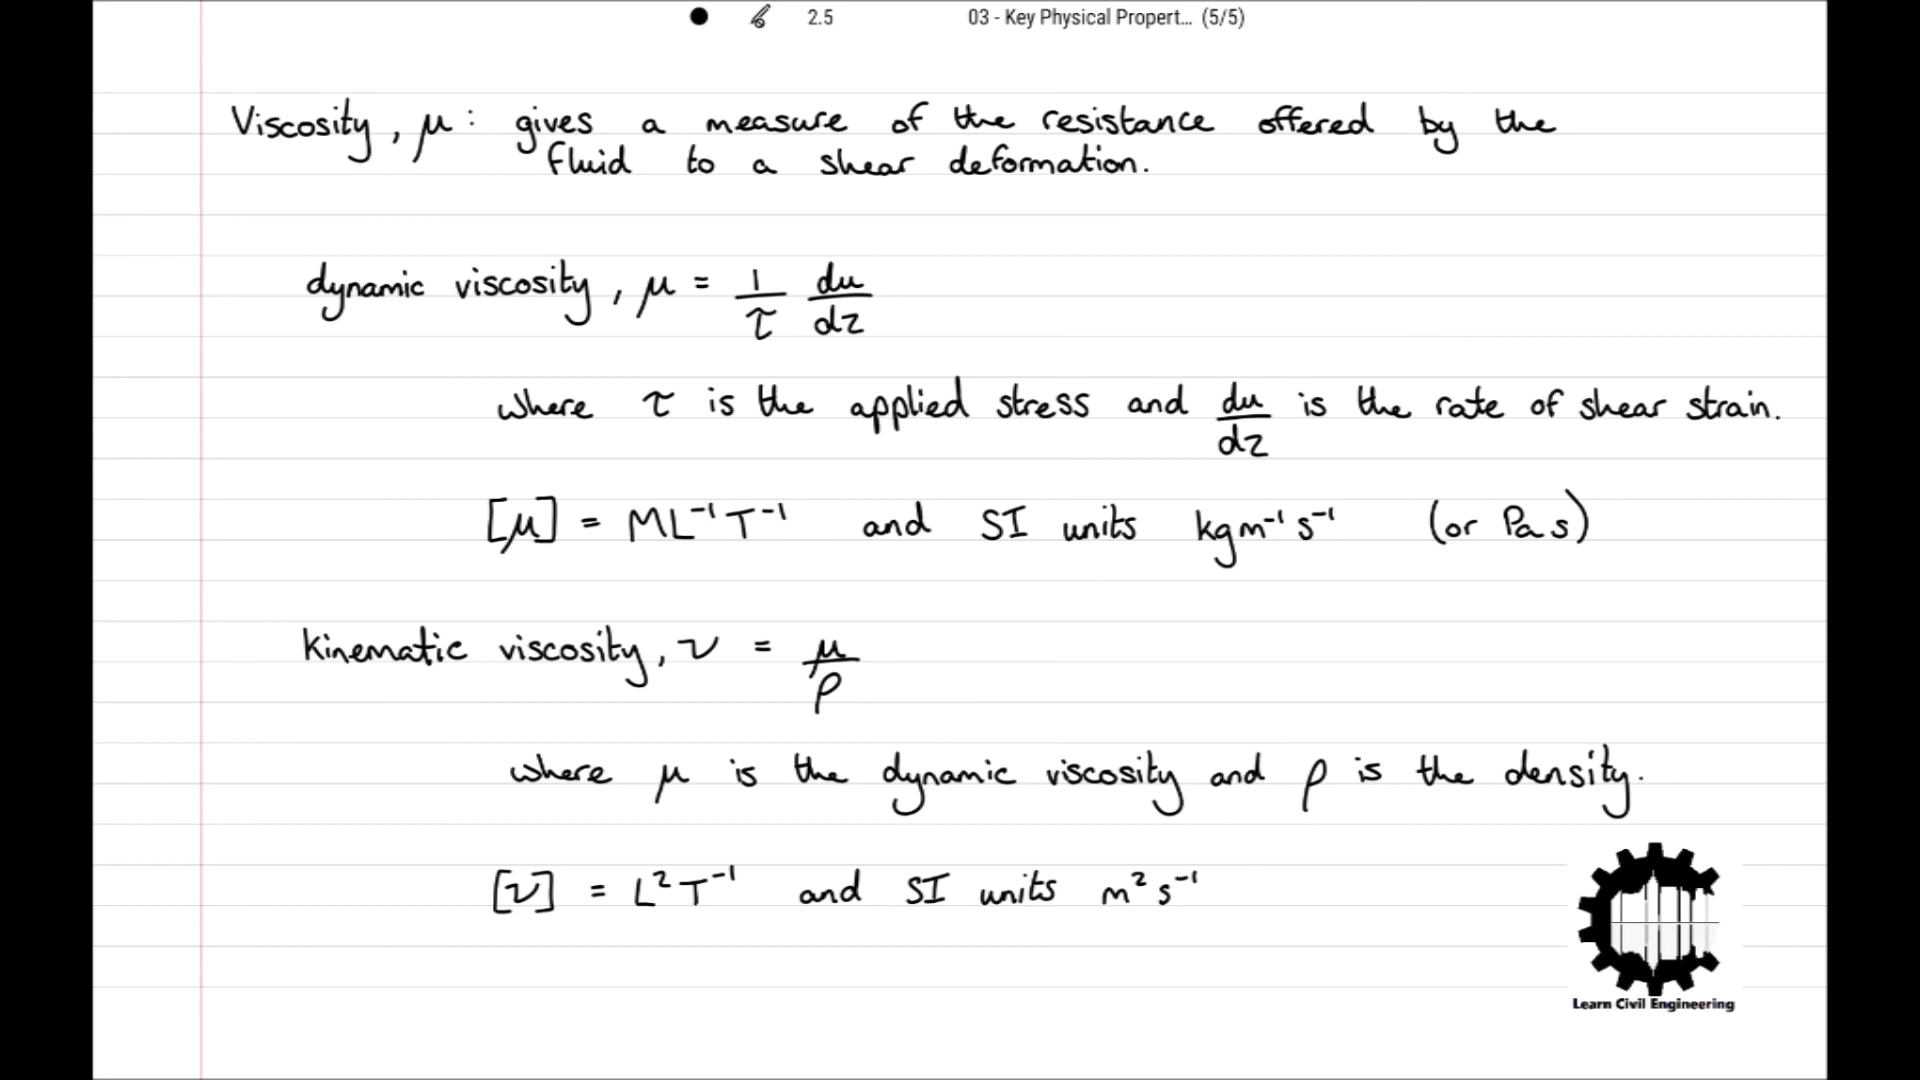 2.5 03 - Key Physical Propert... (5/5)
Viscosity, μ: gives a measure of the resistance offered by the
fluid to a shear deformation.
dynamic viscosity, μ = 1/τ du/dz
where τ is the applied stress and du/dz is the rate of shear strain.
[μ] = ML⁻¹T⁻¹ and SI units kgm⁻¹s⁻¹ (or Pa s)
kinematic viscosity, ν = μ/ρ
where μ is the dynamic viscosity and ρ is the density.
[ν] = L²T⁻¹ and SI units m²s⁻¹
Learn Civil Engineering